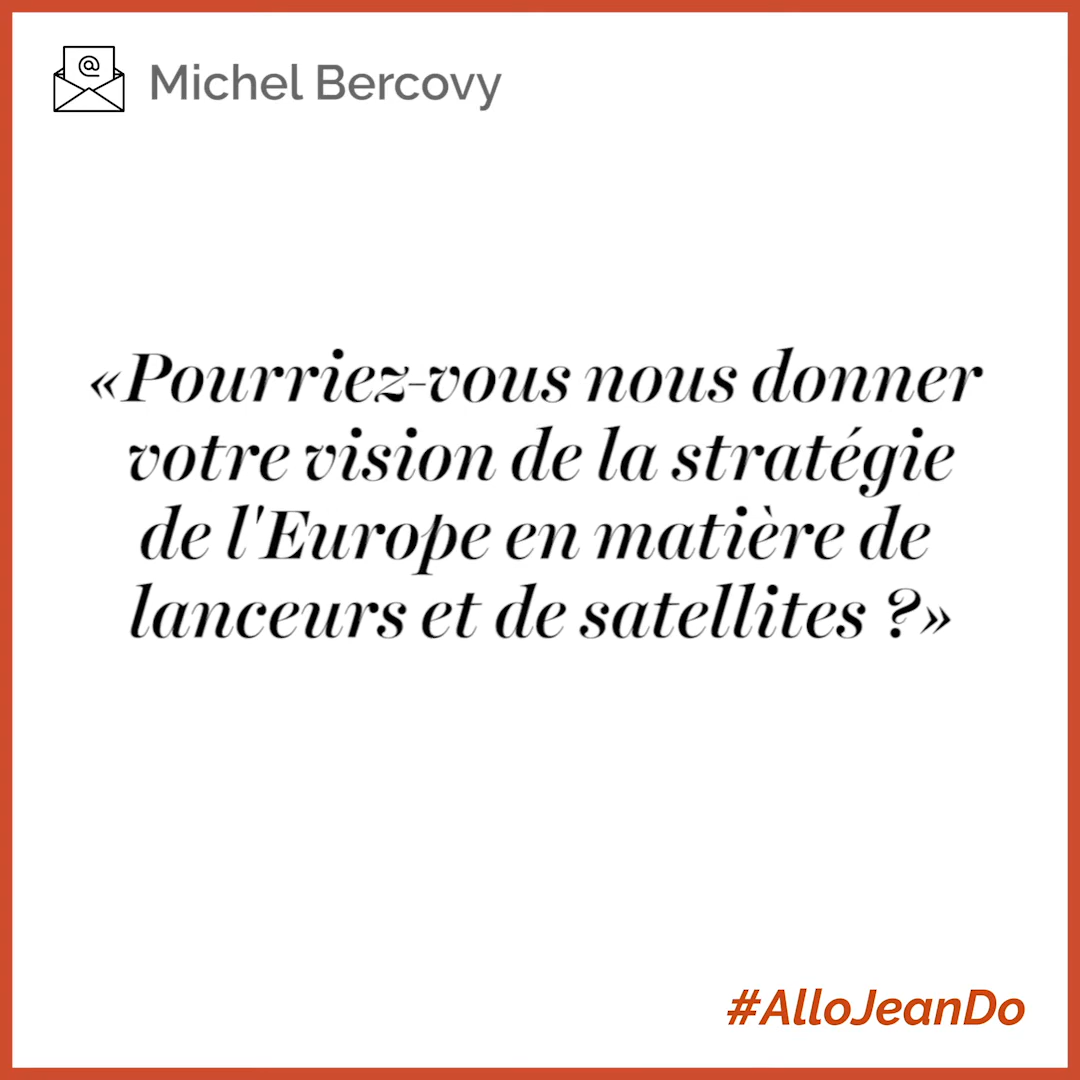 @
Michel Bercovy
«Pourriez-vous nous donner
votre vision de la stratégie
de l'Europe en matière de
lanceurs et de satellites ?»
#AlloJeanDo